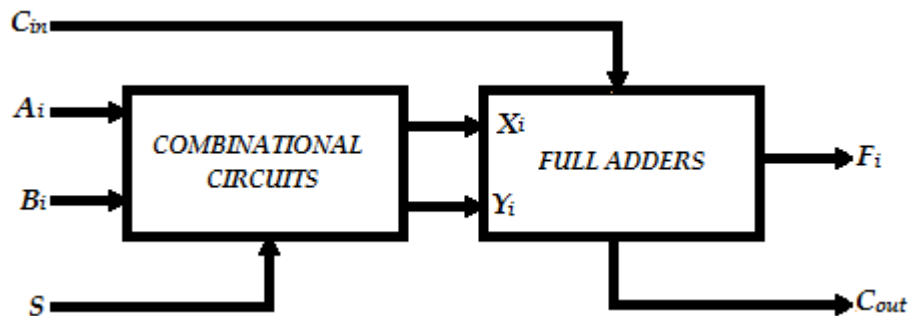 Cin
Ai
Bi
S
COMBINATIONAL
CIRCUITS
Xi
Yi
FULL ADDERS
Fi
Cout